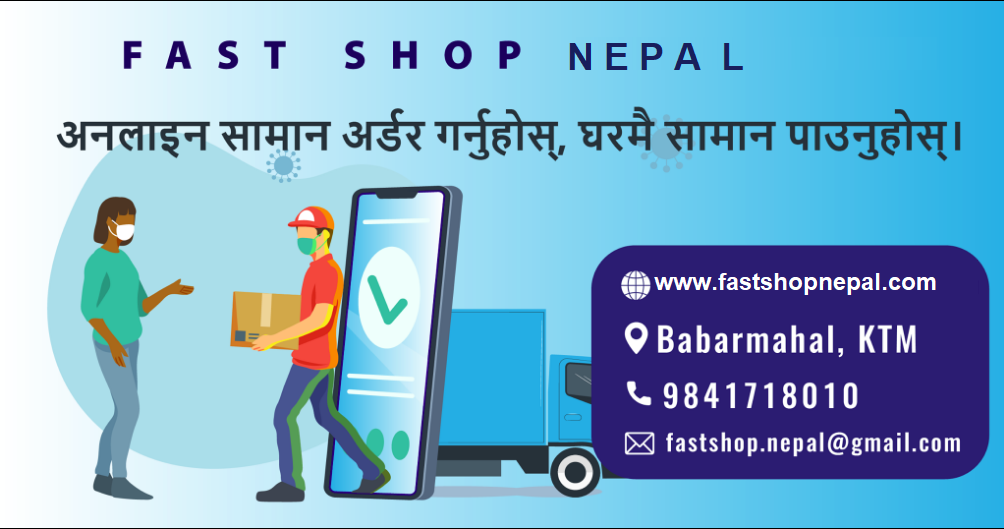 FAST SHOP NEPAL
अनलाइन सामान अर्डर गर्नुहोस्, घरमै सामान पाउनुहोस्।
www.fastshopnepal.com
Babarmahal, KTM
9841718010
fastshop.nepal@gmail.com